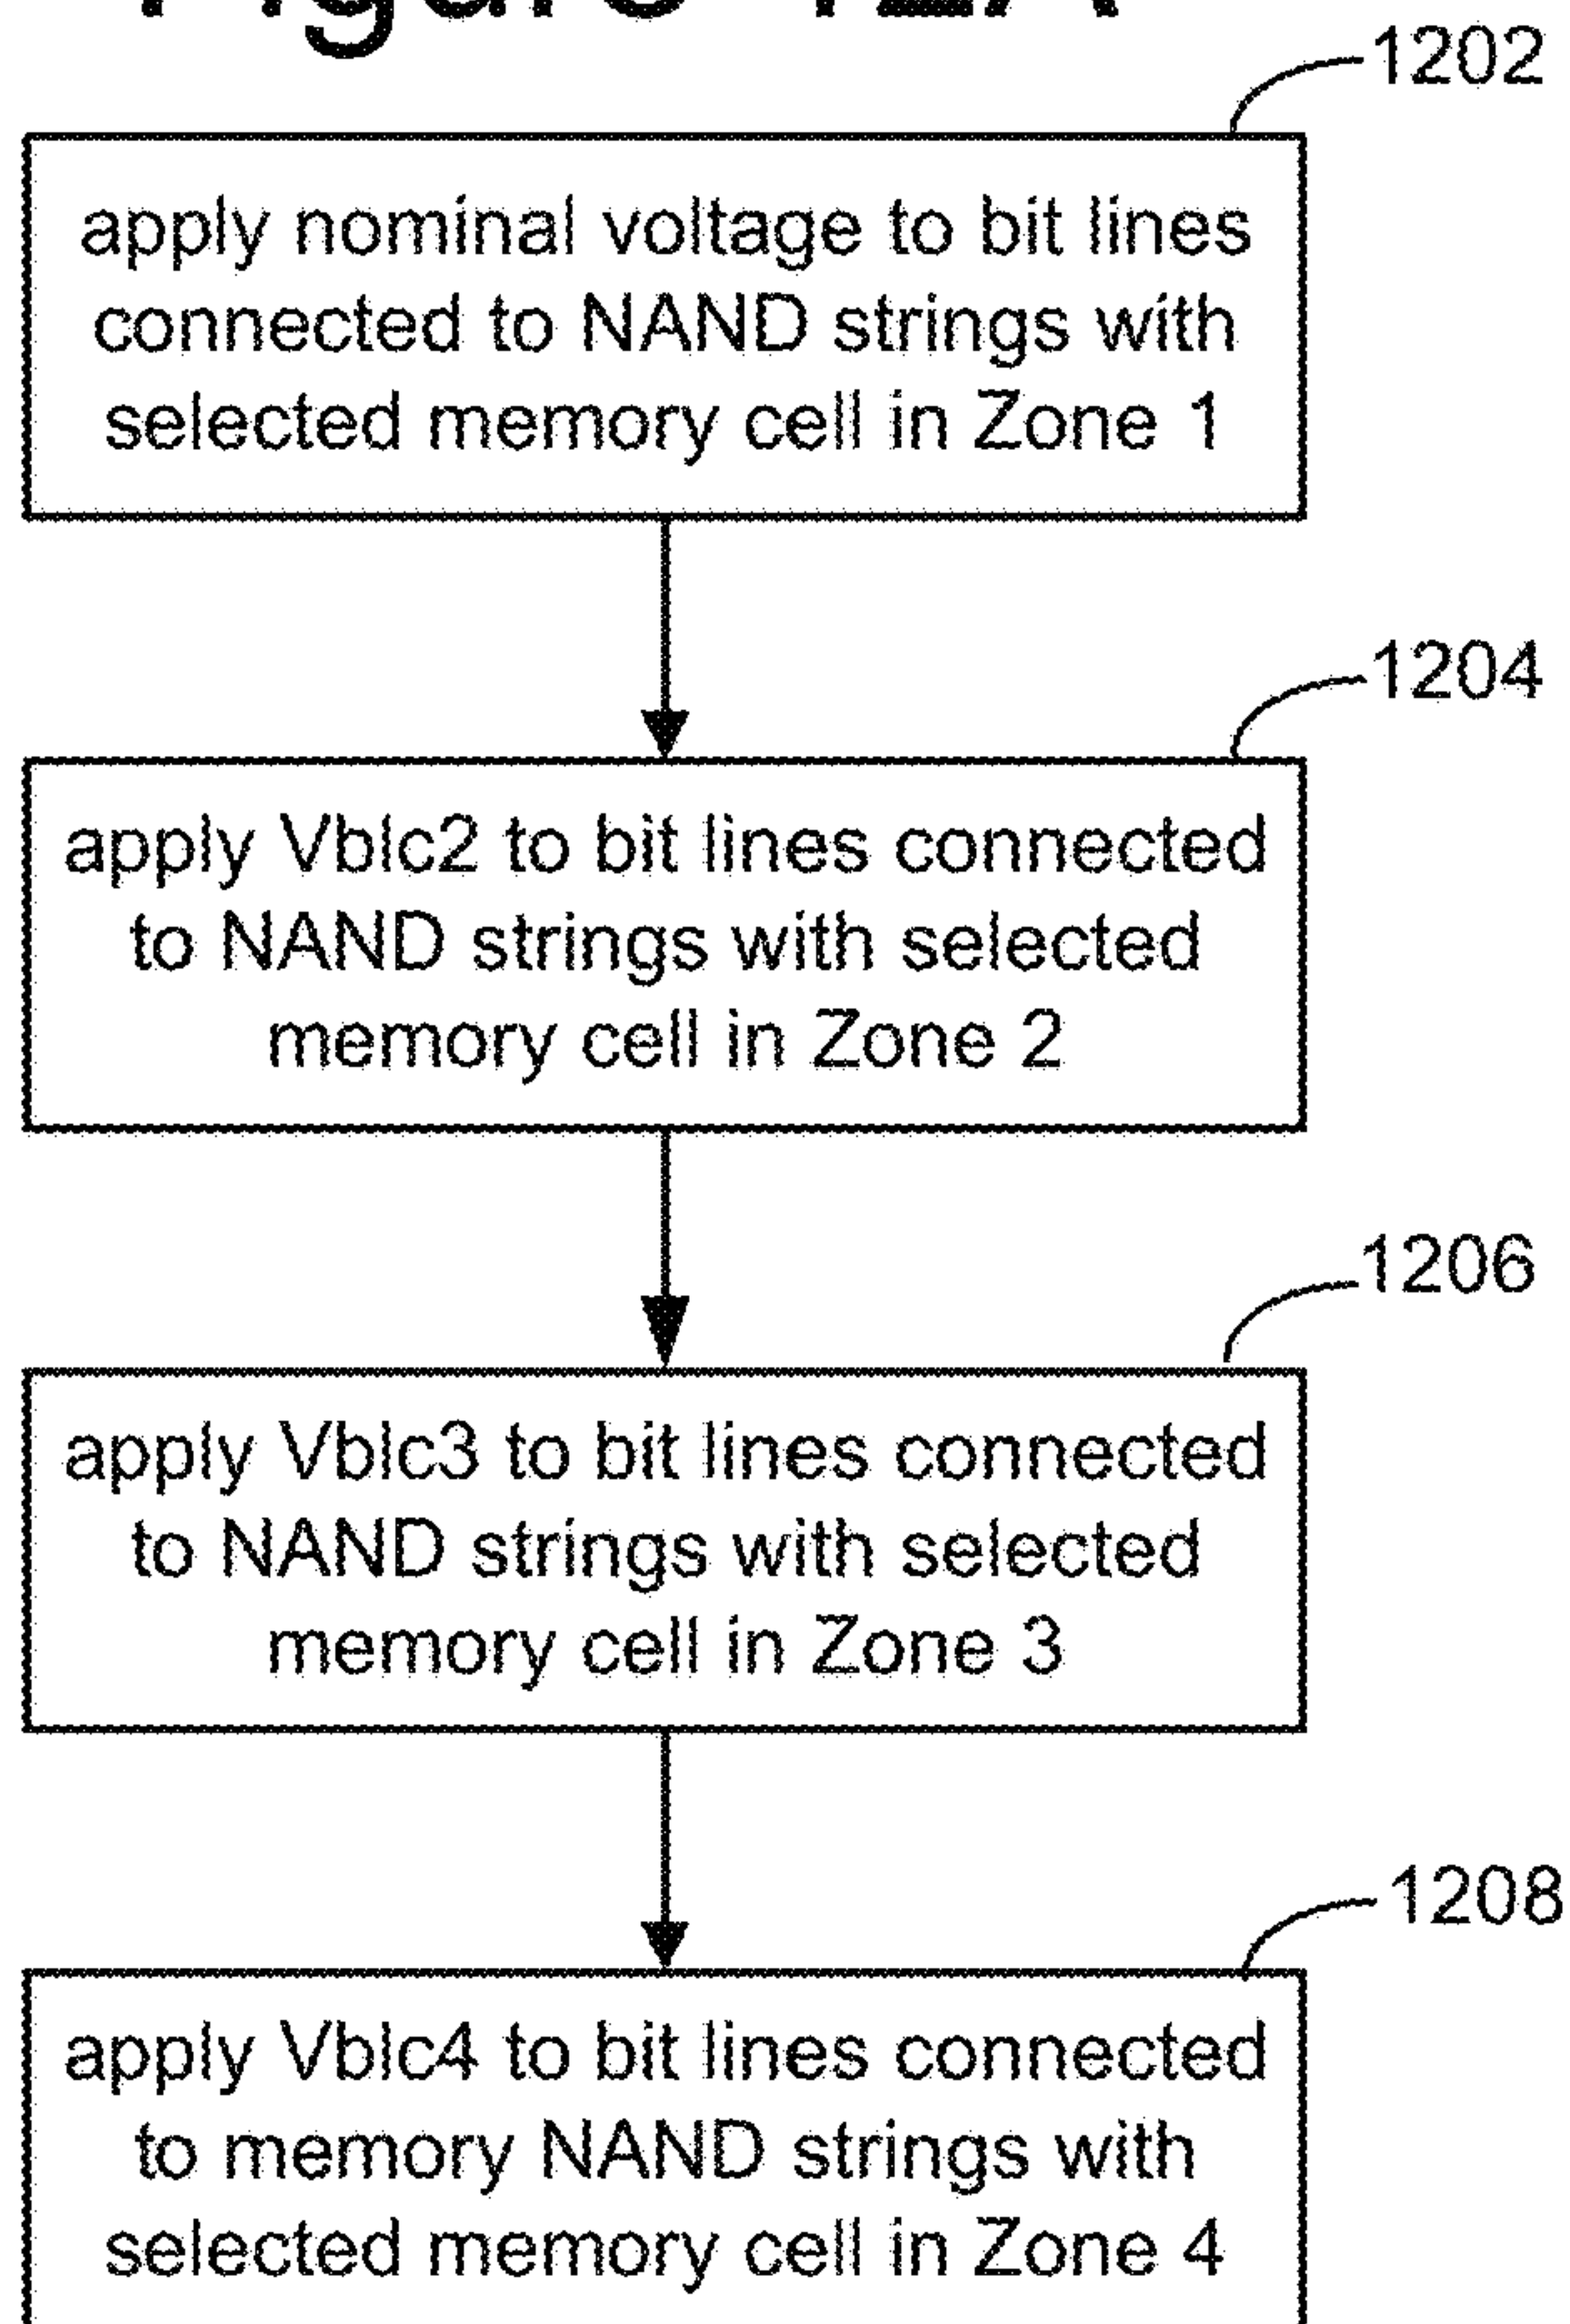 Figure 12A
1202
apply nominal voltage to bit lines
connected to NAND strings with
selected memory cell in Zone 1
1204
apply Vblc2 to bit lines connected
to NAND strings with selected
memory cell in Zone 2
1206
apply Vblc3 to bit lines connected
to NAND strings with selected
memory cell in Zone 3
1208
apply Vblc4 to bit lines connected
to memory NAND strings with
selected memory cell in Zone 4